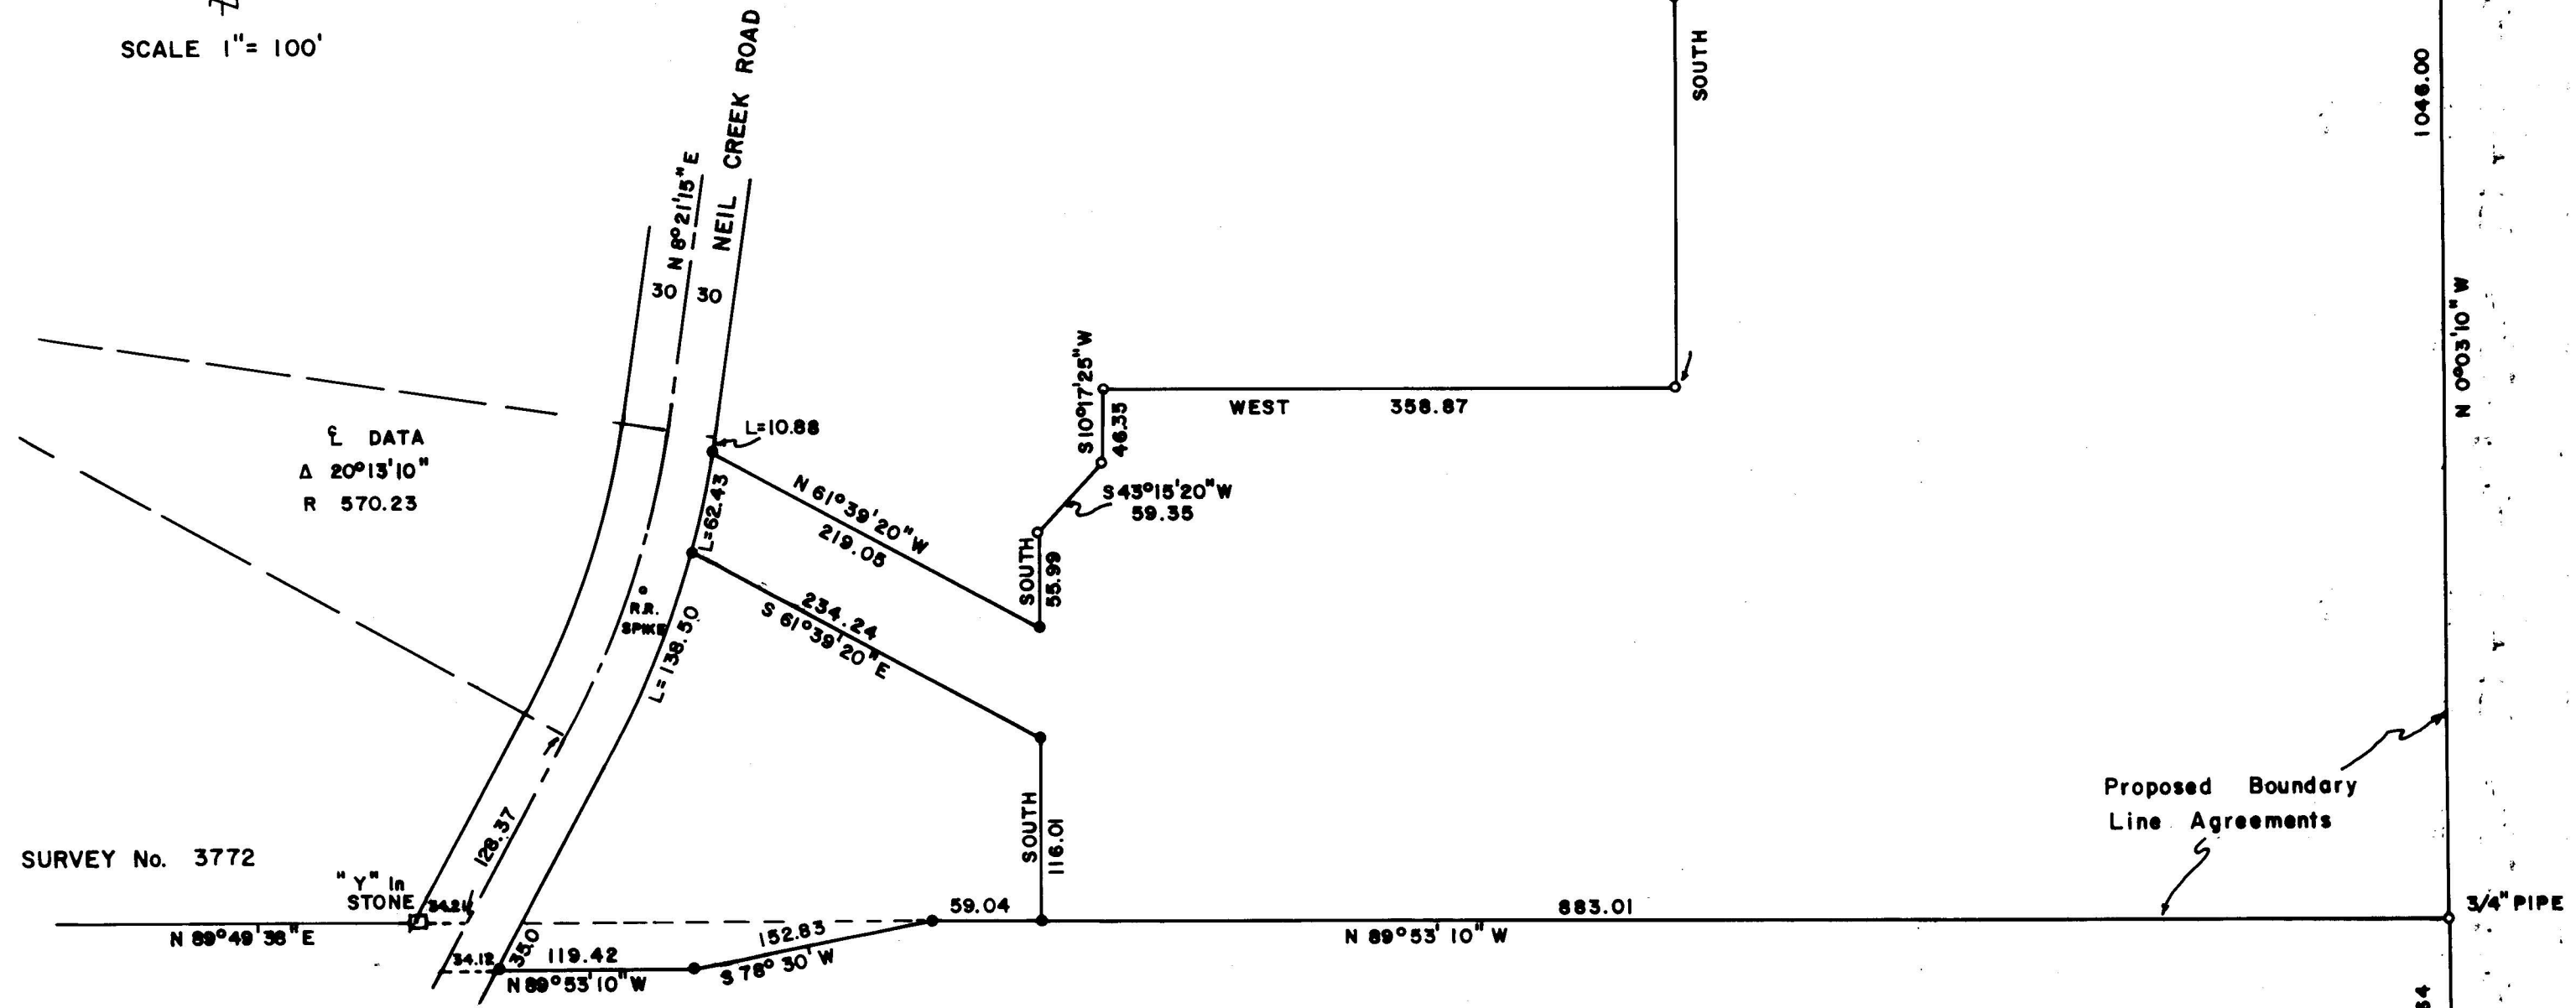 SCALE 1"= 100'
NEIL CREEK ROAD
N 8°21'15" E
30
30
SOUTH
1046.00
N 0°03'10" W
℄ DATA
Δ 20°13'10"
R 570.23
L=10.88
L=62.43
N 61°39'20" W
219.05
S 10°17'25" W
46.35
WEST 358.87
S 43°15'20" W
59.35
SOUTH
55.99
R.R.
SPIKE
L=138.50
234.24
S 61°39'20" E
128.37
SOUTH
116.01
Proposed Boundary
Line Agreements
SURVEY No. 3772
"Y" In
STONE
34.21
N 89°49'38" E
59.04
883.01
N 89°53'10" W
3/4" PIPE
34.12
35.0
119.42
N 89°53'10" W
152.83
S 78° 30' W